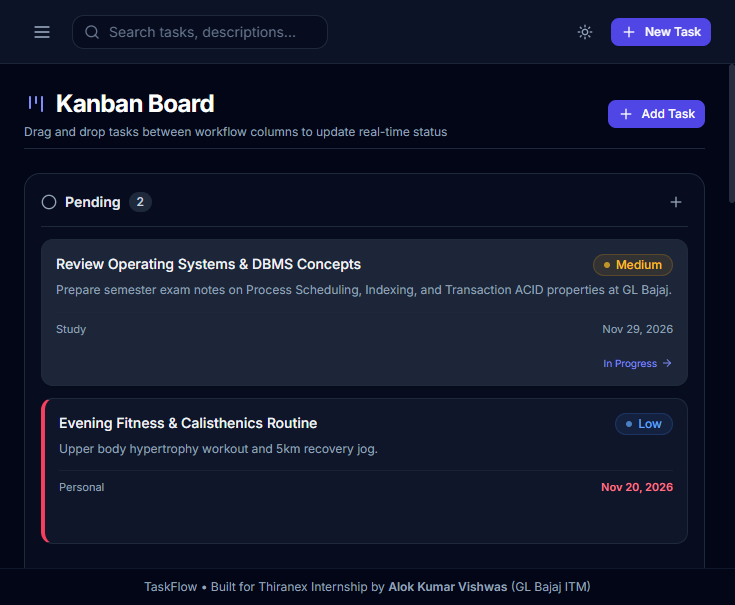 Search tasks, descriptions...
New Task
Kanban Board
Drag and drop tasks between workflow columns to update real-time status
Add Task
Pending 2
Review Operating Systems & DBMS Concepts
Medium
Prepare semester exam notes on Process Scheduling, Indexing, and Transaction ACID properties at GL Bajaj.
Study
Nov 29, 2026
In Progress →
Evening Fitness & Calisthenics Routine
Low
Upper body hypertrophy workout and 5km recovery jog.
Personal
Nov 20, 2026
TaskFlow • Built for Thiranex Internship by Alok Kumar Vishwas (GL Bajaj ITM)